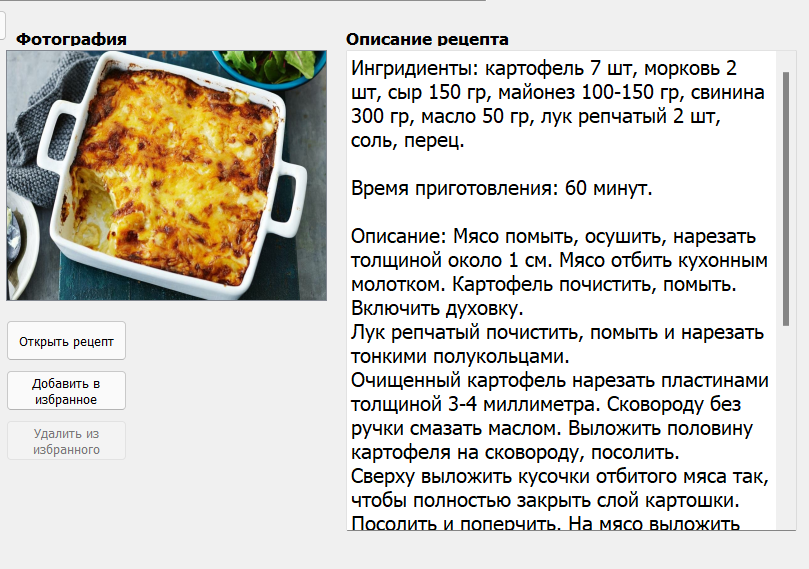 Фотография
Описание рецепта
Ингридиенты: картофель 7 шт, морковь 2
шт, сыр 150 гр, майонез 100-150 гр, свинина
300 гр, масло 50 гр, лук репчатый 2 шт,
соль, перец.
Время приготовления: 60 минут.
Описание: Мясо помыть, осушить, нарезать
толщиной около 1 см. Мясо отбить кухонным
молотком. Картофель почистить, помыть.
Включить духовку.
Лук репчатый почистить, помыть и нарезать
тонкими полукольцами.
Очищенный картофель нарезать пластинами
толщиной 3-4 миллиметра. Сковороду без
ручки смазать маслом. Выложить половину
картофеля на сковороду, посолить.
Сверху выложить кусочки отбитого мяса так,
чтобы полностью закрыть слой картошки.
Посолить и поперчить. На мясо выложить
Открыть рецепт
Добавить в
избранное
Удалить из
избранного